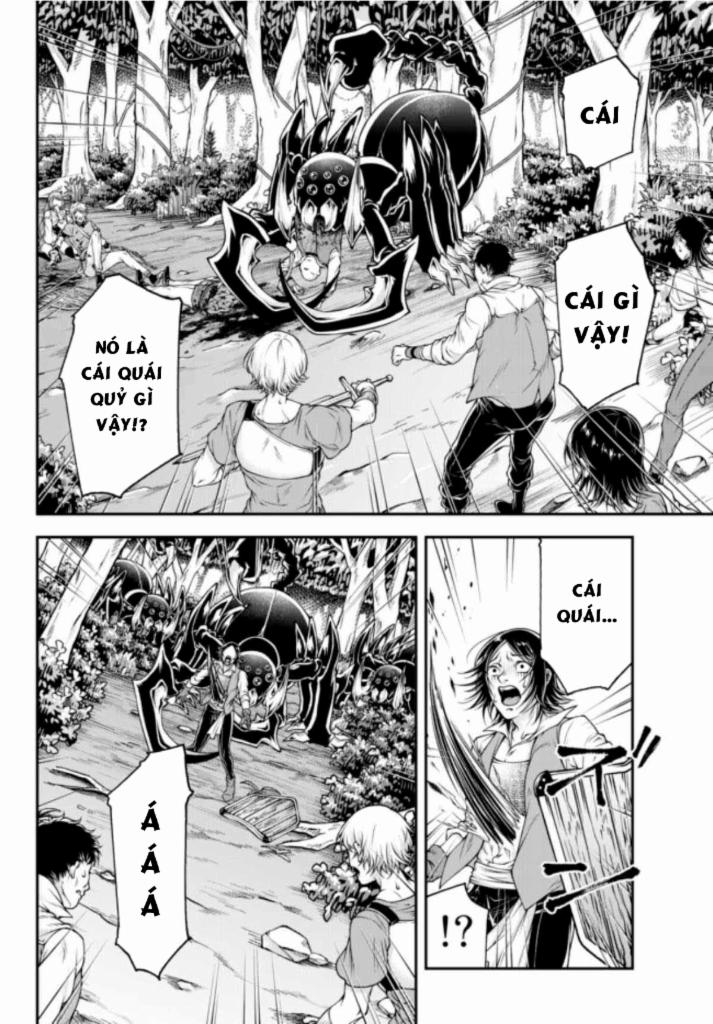 CÁI
CÁI GÌ
VẬY!
NÓ LÀ
CÁI QUÁI
QUỶ GÌ
VẬY!?
CÁI
QUÁI...
!?
Á
Á
Á